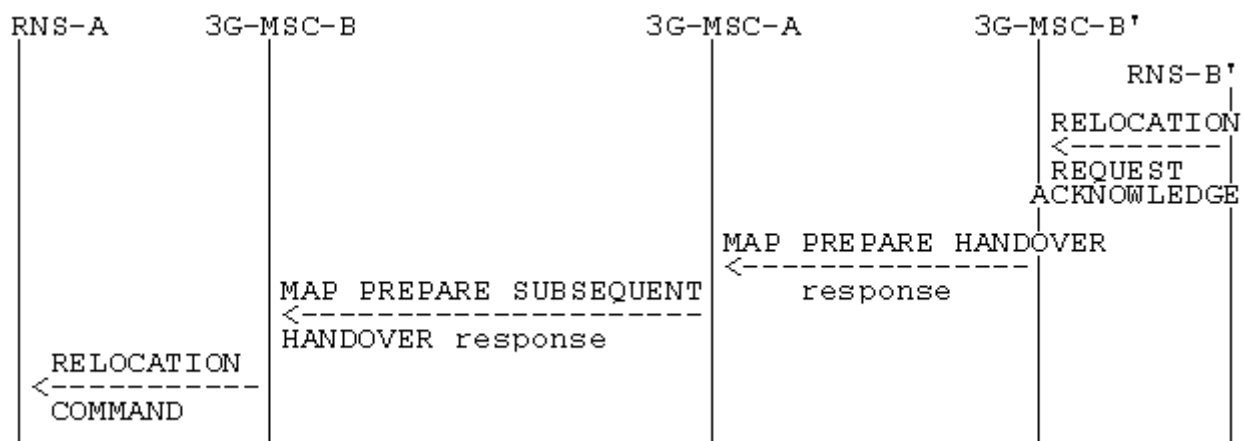 RNS-A 3G-MSC-B 3G-MSC-A 3G-MSC-B'
RNS-B'
RELOCATION
REQUEST
ACKNOWLEDGE
MAP PREPARE HANDOVER
response
MAP PREPARE SUBSEQUENT
HANDOVER response
RELOCATION
COMMAND